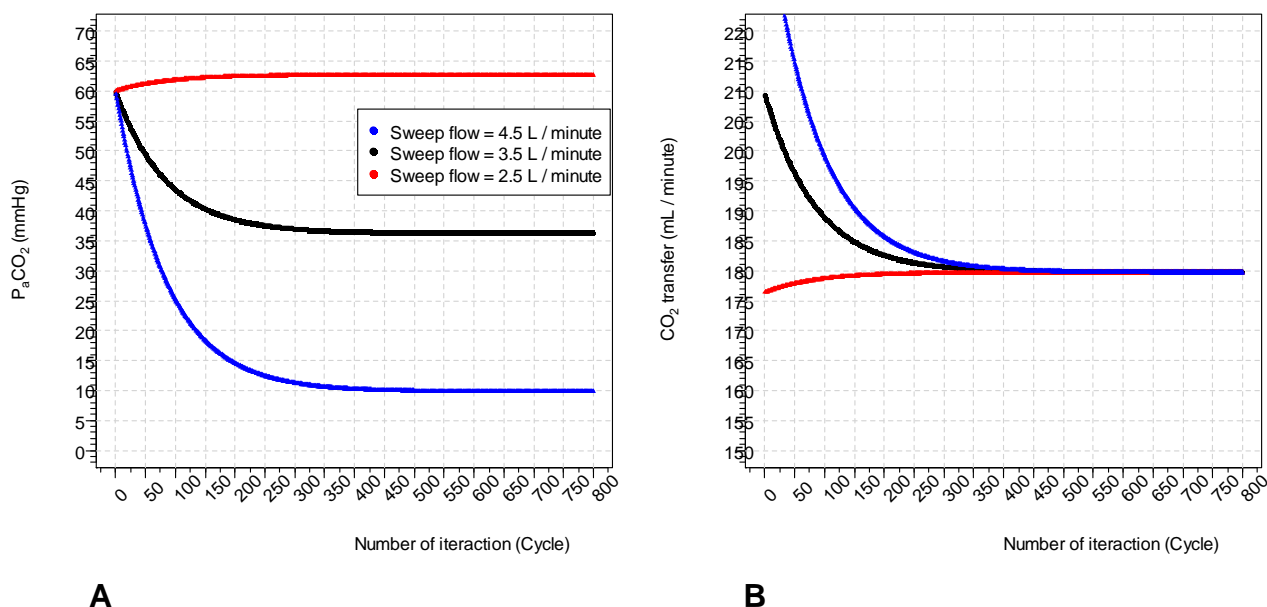 70
65
60
55
50
45
40
35
30
25
20
15
10
5
0
PaCO2 (mmHg)
Sweep flow = 4.5 L / minute
Sweep flow = 3.5 L / minute
Sweep flow = 2.5 L / minute
0 50 100 150 200 250 300 350 400 450 500 550 600 650 700 750 800
Number of iteraction (Cycle)
A
220
215
210
205
200
195
190
185
180
175
170
165
160
155
150
CO2 transfer (mL / minute)
0 50 100 150 200 250 300 350 400 450 500 550 600 650 700 750 800
Number of iteraction (Cycle)
B